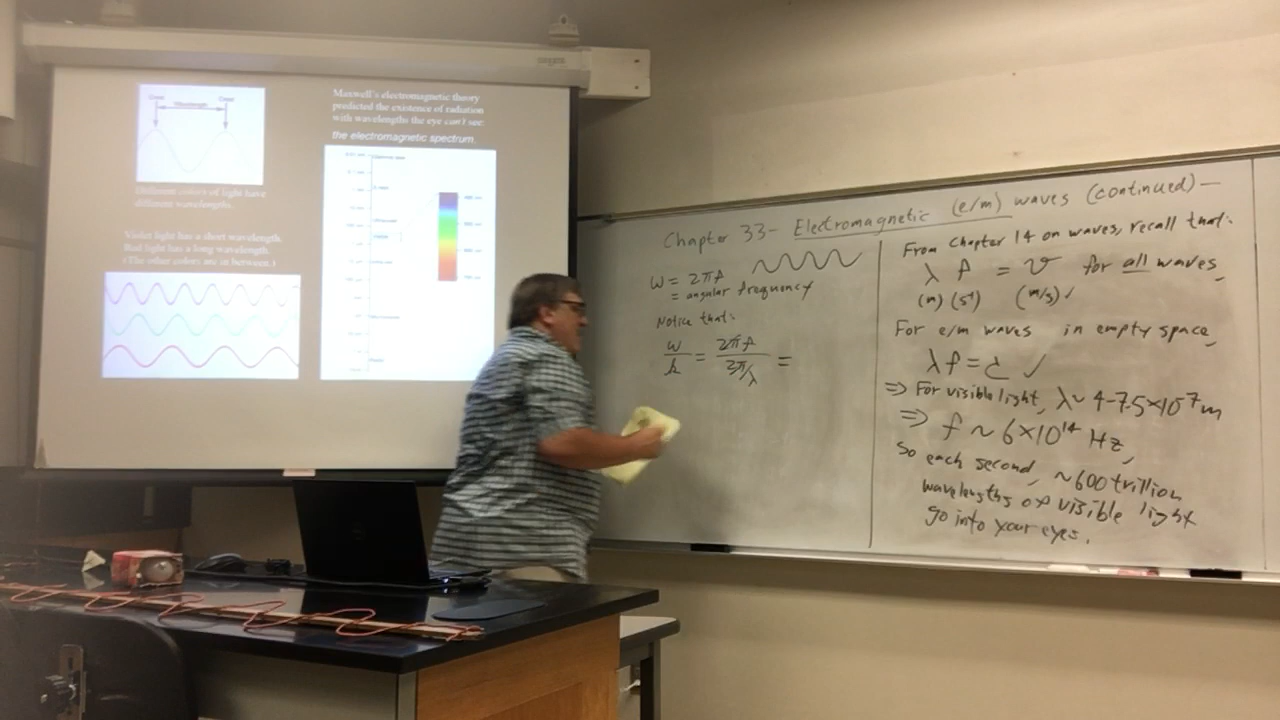 Crest Crest
Wavelength
Different colors of light have
different wavelengths.
Violet light has a short wavelength.
Red light has a long wavelength.
(The other colors are in between.)
Maxwell's electromagnetic theory
predicted the existence of radiation
with wavelengths the eye can't see:
the electromagnetic spectrum.
Chapter 33- Electromagnetic (e/m) waves (continued)—
ω = 2πf
= angular frequency
Notice that:
ω/k = 2πf / 2π/λ =
From Chapter 14 on waves, recall that:
λ f = v for all waves,
(m) (s⁻¹) (m/s) ✓
For e/m waves in empty space,
λ f = c ✓
⇒ For visible light, λ ~ 4-7.5×10⁻⁷ m
⇒ f ~ 6×10¹⁴ Hz,
So each second, ~600 trillion
wavelengths of visible light
go into your eyes.